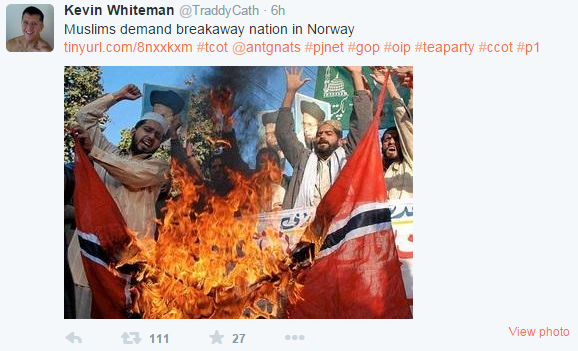 Kevin Whiteman @TraddyCath · 6h
Muslims demand breakaway nation in Norway
tinyurl.com/8nxxkxm #tcot @antgnats #pjnet #gop #oip #teaparty #ccot #p1
111
27
View photo